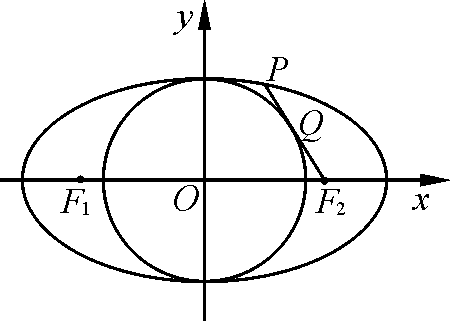 y
P
Q
F₁ O F₂ x